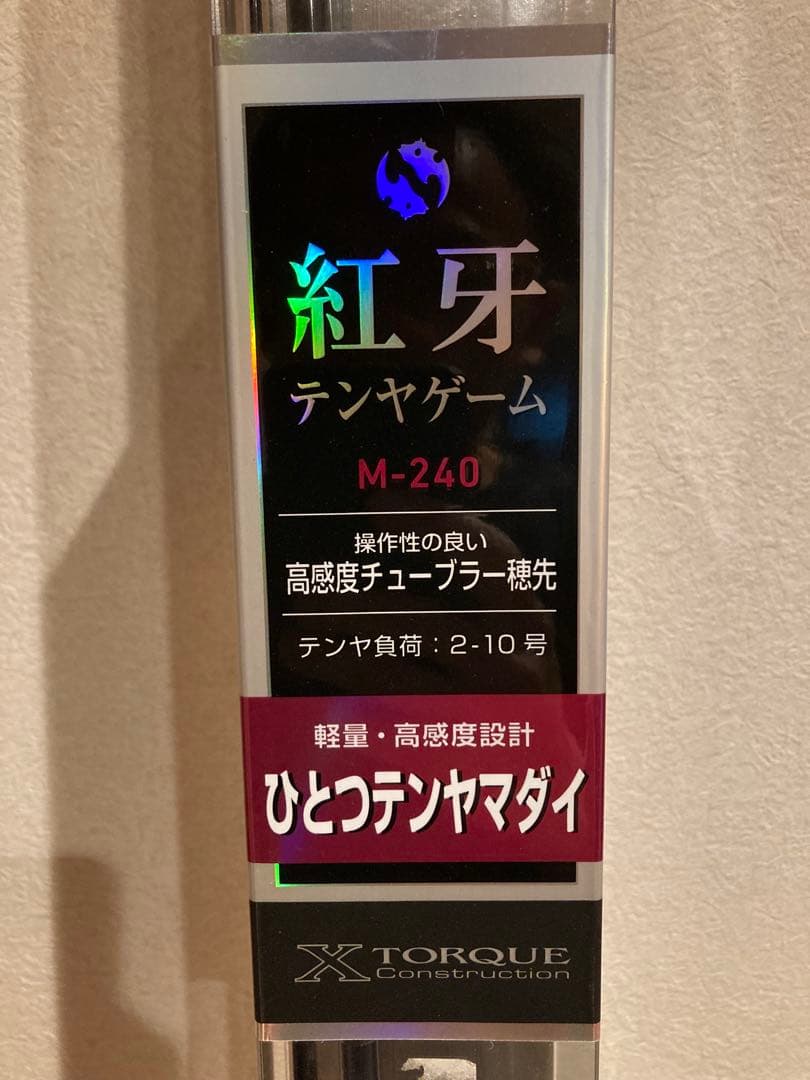 紅牙
テンヤゲーム
M-240
操作性の良い
高感度チューブラー穂先
テンヤ負荷：2-10号
軽量・高感度設計
ひとつテンヤマダイ
X TORQUE
Construction